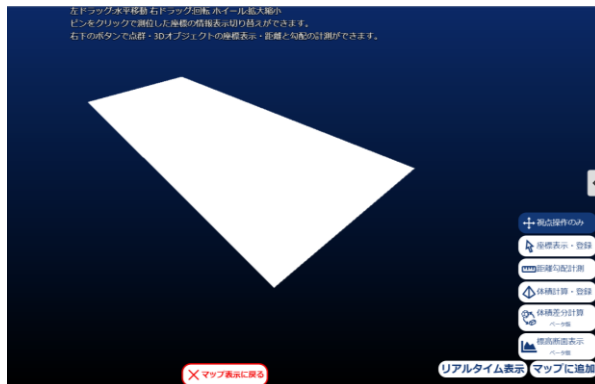 左ドラッグ:水平移動 右ドラッグ:回転 ホイール:拡大縮小
ピンをクリックで測位した座標の情報表示切り替えができます。
右下のボタンで点群・3Dオブジェクトの座標表示・距離と勾配の計測ができます。
視点操作のみ
座標表示・登録
距離勾配計測
体積計算・登録
体積差分計算
ベータ版
標高断面表示
ベータ版
リアルタイム表示
マップに追加
マップ表示に戻る